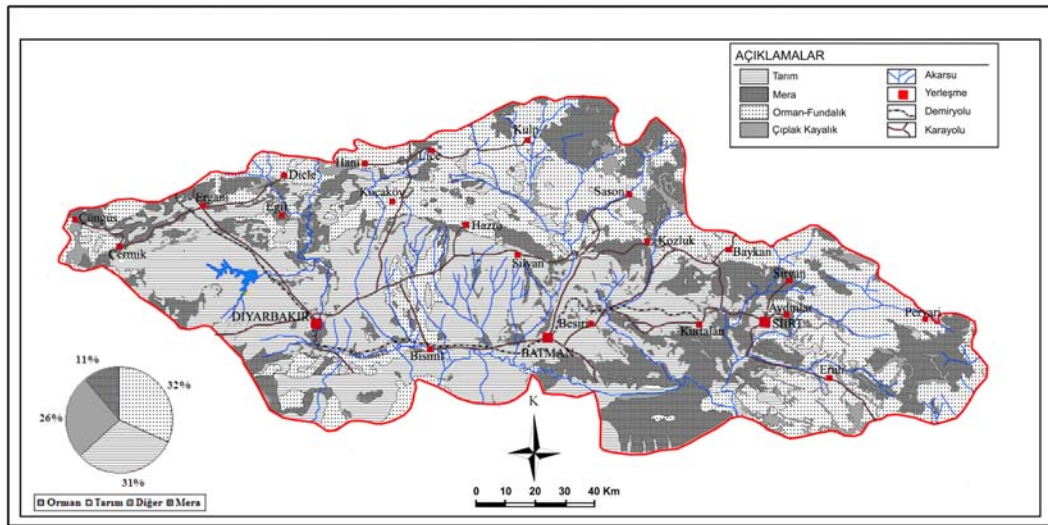 AÇIKLAMALAR
Tarım
Mera
Orman-Fundalık
Çıplak Kayalık
Akarsu
Yerleşme
Demiryolu
Karayolu
Kulp
Lice
Hani
Dicle
Kocaköy
Sason
Ergani
Eğil
Çüngüş
Hazro
Çermik
Kozluk
Baykan
Silvan
Şirvan
DİYARBAKIR
Aydınlar
Pervari
Beşiri
SİİRT
Kurtalan
BATMAN
Bismil
Eruh
11%
32%
26%
31%
K
0 10 20 30 40 Km
Orman Tarım Diğer Mera